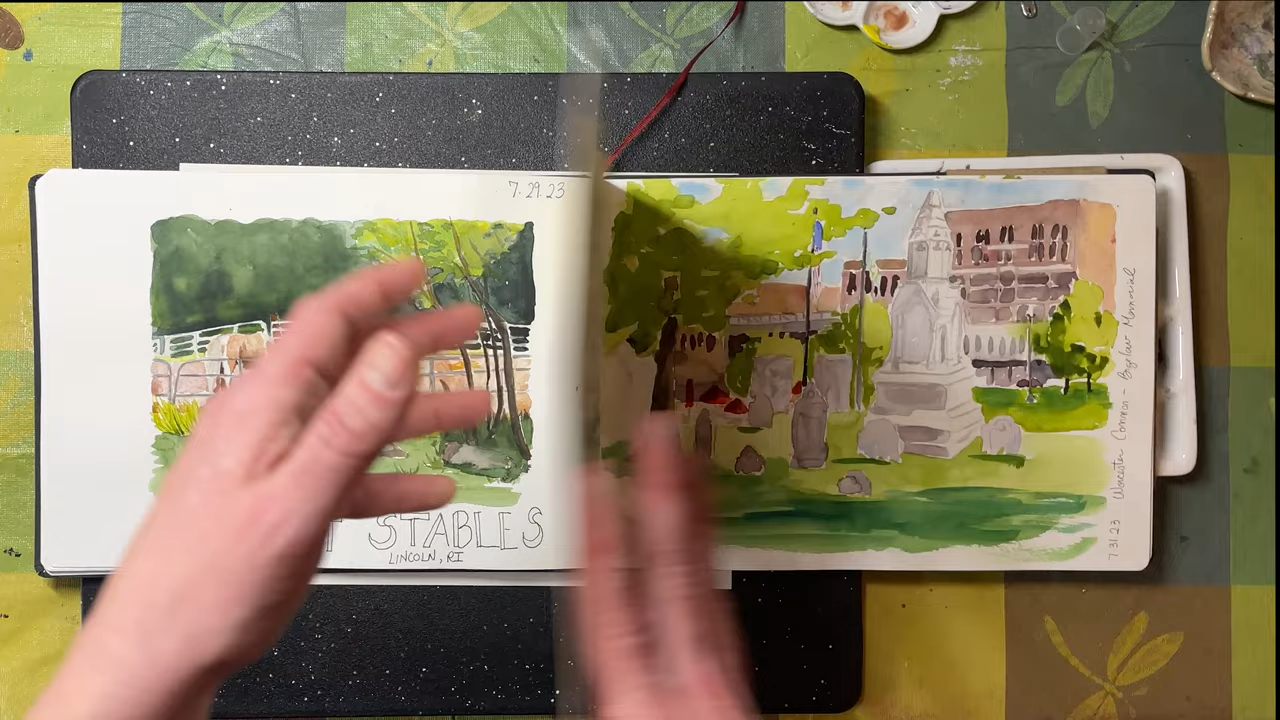 7.29.23
STABLES
LINCOLN, RI
7 31 23 Worcester Common - Bigelow Memorial